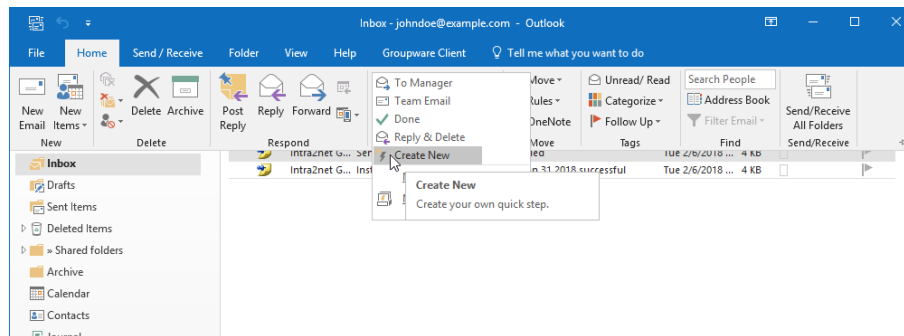 Inbox - johndoe@example.com - Outlook
File Home Send / Receive Folder View Help Groupware Client Tell me what you want to do
New Email
New Items
Delete
Archive
Post Reply
Reply
Forward
To Manager
Team Email
Done
Reply & Delete
Create New
Move
Rules
OneNote
Unread/ Read
Categorize
Follow Up
Search People
Address Book
Filter Email
Send/Receive All Folders
New Delete Respond Move Tags Find Send/Receive
Create New
Create your own quick step.
Inbox
Drafts
Sent Items
Deleted Items
» Shared folders
Archive
Calendar
Contacts
Journal
Intra2net G... Tue 2/6/2018 ... 4 KB
Intra2net G... 31 2018 successful Tue 2/6/2018 ... 4 KB